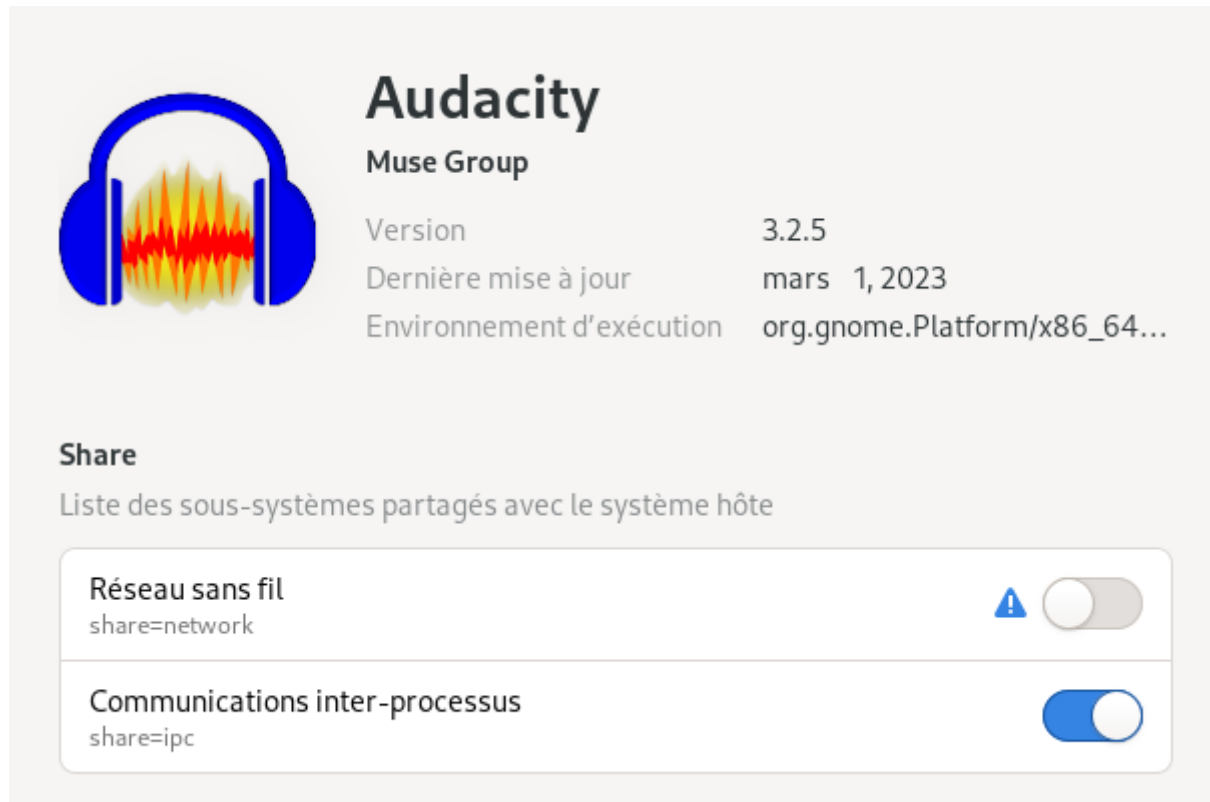 Audacity
Muse Group
Version 3.2.5
Dernière mise à jour mars 1, 2023
Environnement d'exécution org.gnome.Platform/x86_64…
Share
Liste des sous-systèmes partagés avec le système hôte
Réseau sans fil
share=network
Communications inter-processus
share=ipc